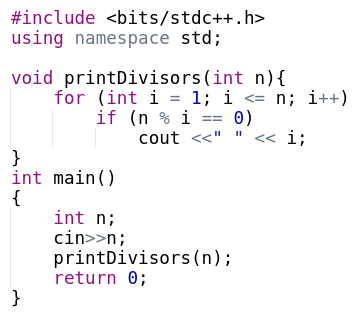 #include <bits/stdc++.h>
using namespace std;

void printDivisors(int n){
    for (int i = 1; i <= n; i++)
        if (n % i == 0)
            cout <<" " << i;
}
int main()
{
    int n;
    cin>>n;
    printDivisors(n);
    return 0;
}